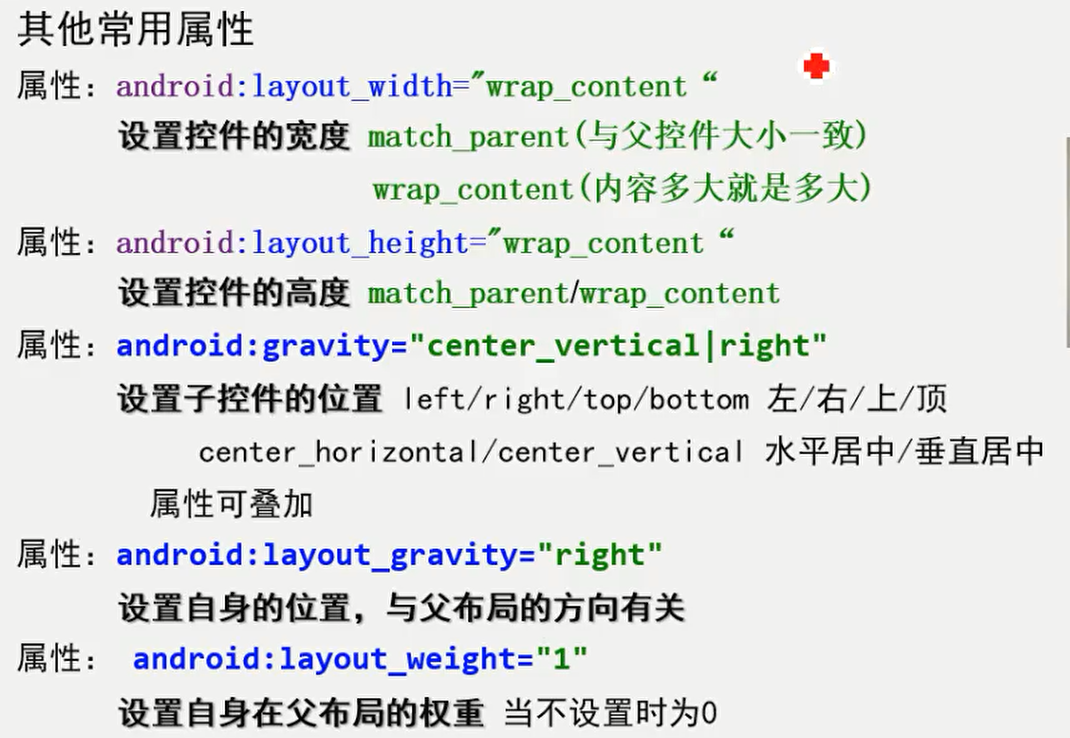 其他常用属性
属性：android:layout_width="wrap_content“
设置控件的宽度 match_parent(与父控件大小一致)
wrap_content(内容多大就是多大)
属性：android:layout_height="wrap_content“
设置控件的高度 match_parent/wrap_content
属性：android:gravity="center_vertical|right"
设置子控件的位置 left/right/top/bottom 左/右/上/顶
center_horizontal/center_vertical 水平居中/垂直居中
属性可叠加
属性：android:layout_gravity="right"
设置自身的位置，与父布局的方向有关
属性： android:layout_weight="1"
设置自身在父布局的权重 当不设置时为0